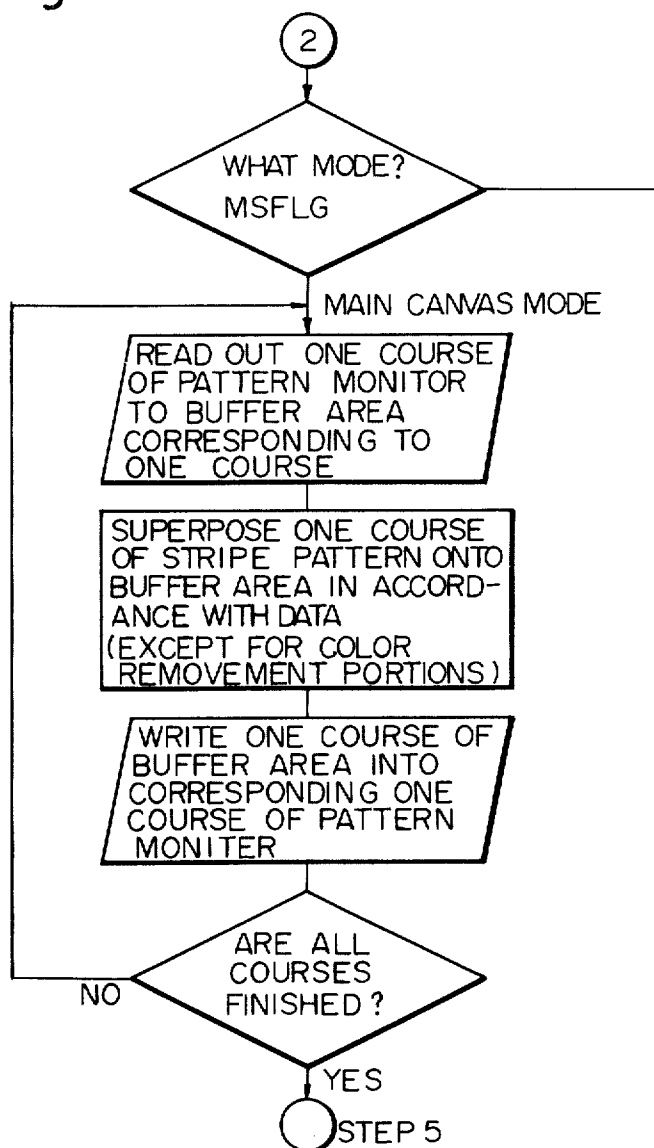 2
WHAT MODE?
MSFLG
MAIN CANVAS MODE
READ OUT ONE COURSE
OF PATTERN MONITOR
TO BUFFER AREA
CORRESPONDING TO
ONE COURSE
SUPERPOSE ONE COURSE
OF STRIPE PATTERN ONTO
BUFFER AREA IN ACCORD-
ANCE WITH DATA
(EXCEPT FOR COLOR
REMOVEMENT PORTIONS)
WRITE ONE COURSE OF
BUFFER AREA INTO
CORRESPONDING ONE
COURSE OF PATTERN
MONITER
ARE ALL
COURSES
FINISHED?
NO
YES
STEP 5